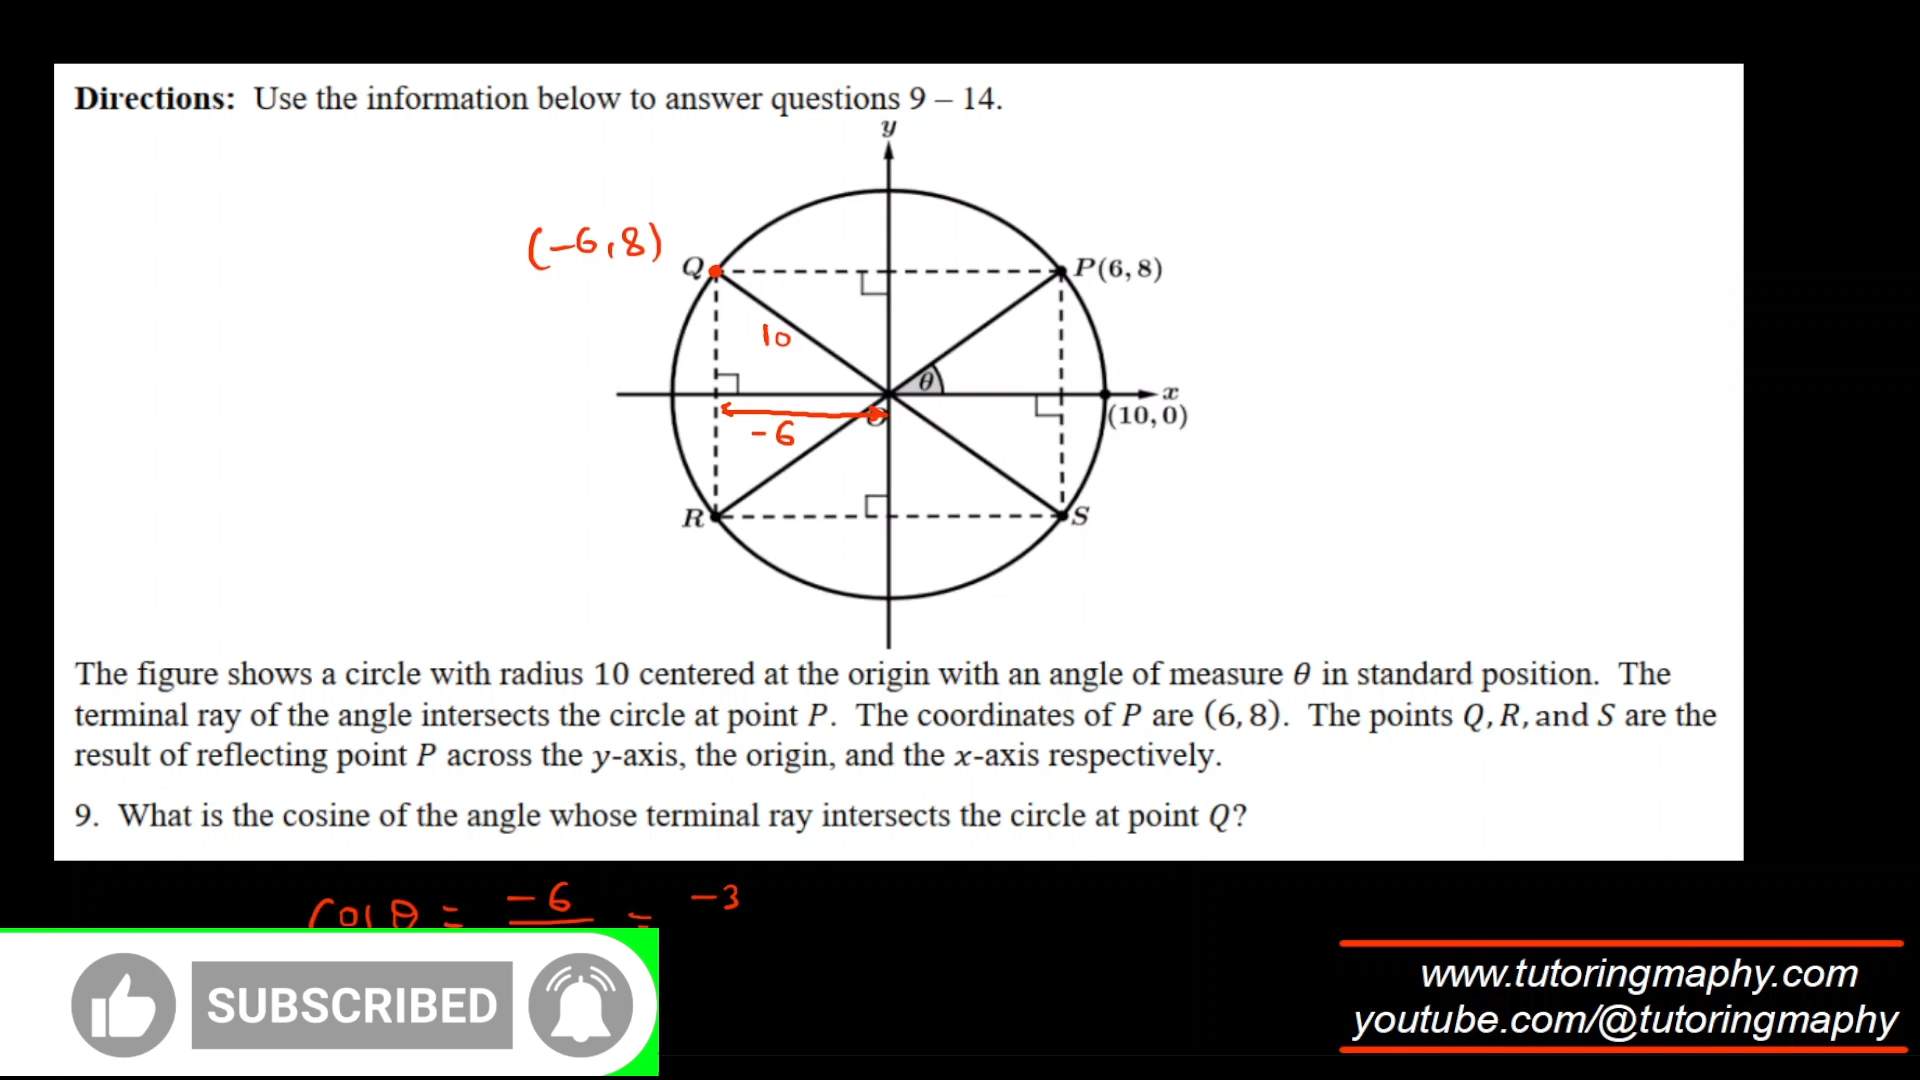 Directions: Use the information below to answer questions 9 – 14.
y
(-6,8)
Q
P(6,8)
10
θ
x
(10,0)
-6
R
S
The figure shows a circle with radius 10 centered at the origin with an angle of measure θ in standard position. The
terminal ray of the angle intersects the circle at point P. The coordinates of P are (6,8). The points Q, R, and S are the
result of reflecting point P across the y-axis, the origin, and the x-axis respectively.
9. What is the cosine of the angle whose terminal ray intersects the circle at point Q?
cos θ = -6 = -3
SUBSCRIBED
www.tutoringmaphy.com
youtube.com/@tutoringmaphy